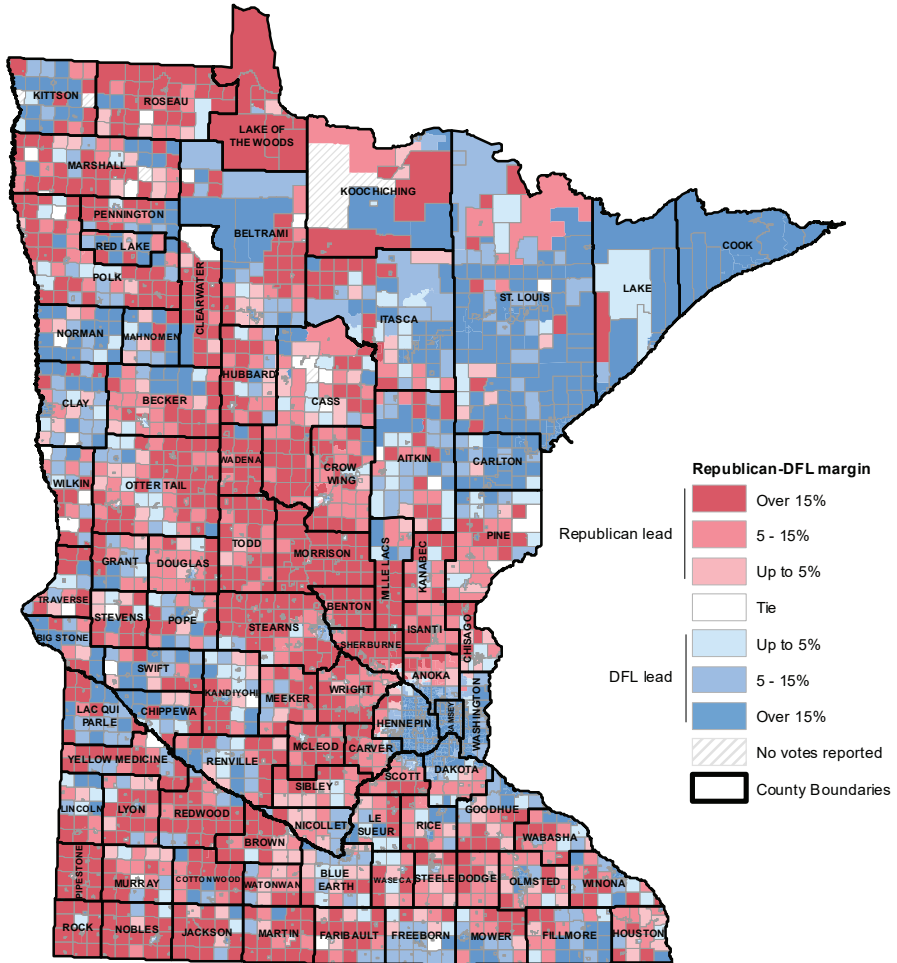 KITTSON
ROSEAU
LAKE OF
THE WOODS
MARSHALL
KOOCHICHING
PENNINGTON
BELTRAMI
RED LAKE
COOK
POLK
CLEARWATER
ST. LOUIS
LAKE
ITASCA
NORMAN
MAHNOMEN
HUBBARD
CASS
CLAY
BECKER
WADENA
CROW
WING
AITKIN
CARLTON
WILKIN
OTTER TAIL
PINE
TODD
MORRISON
MILLE LACS
KANABEC
GRANT
DOUGLAS
TRAVERSE
BENTON
STEVENS
POPE
STEARNS
ISANTI
CHISAGO
BIG STONE
SHERBURNE
SWIFT
ANOKA
KANDIYOHI
MEEKER
WRIGHT
WASHINGTON
LAC QUI
PARLE
CHIPPEWA
HENNEPIN
RAMSEY
MCLEOD
CARVER
YELLOW MEDICINE
RENVILLE
DAKOTA
SCOTT
SIBLEY
LINCOLN
LYON
REDWOOD
NICOLLET
LE
SUEUR
RICE
GOODHUE
BROWN
WABASHA
PIPESTONE
MURRAY
COTTONWOOD
WATONWAN
BLUE
EARTH
WASECA
STEELE
DODGE
OLMSTED
WINONA
ROCK
NOBLES
JACKSON
MARTIN
FARIBAULT
FREEBORN
MOWER
FILLMORE
HOUSTON
Republican-DFL margin
Republican lead
Over 15%
5 - 15%
Up to 5%
Tie
DFL lead
Up to 5%
5 - 15%
Over 15%
No votes reported
County Boundaries